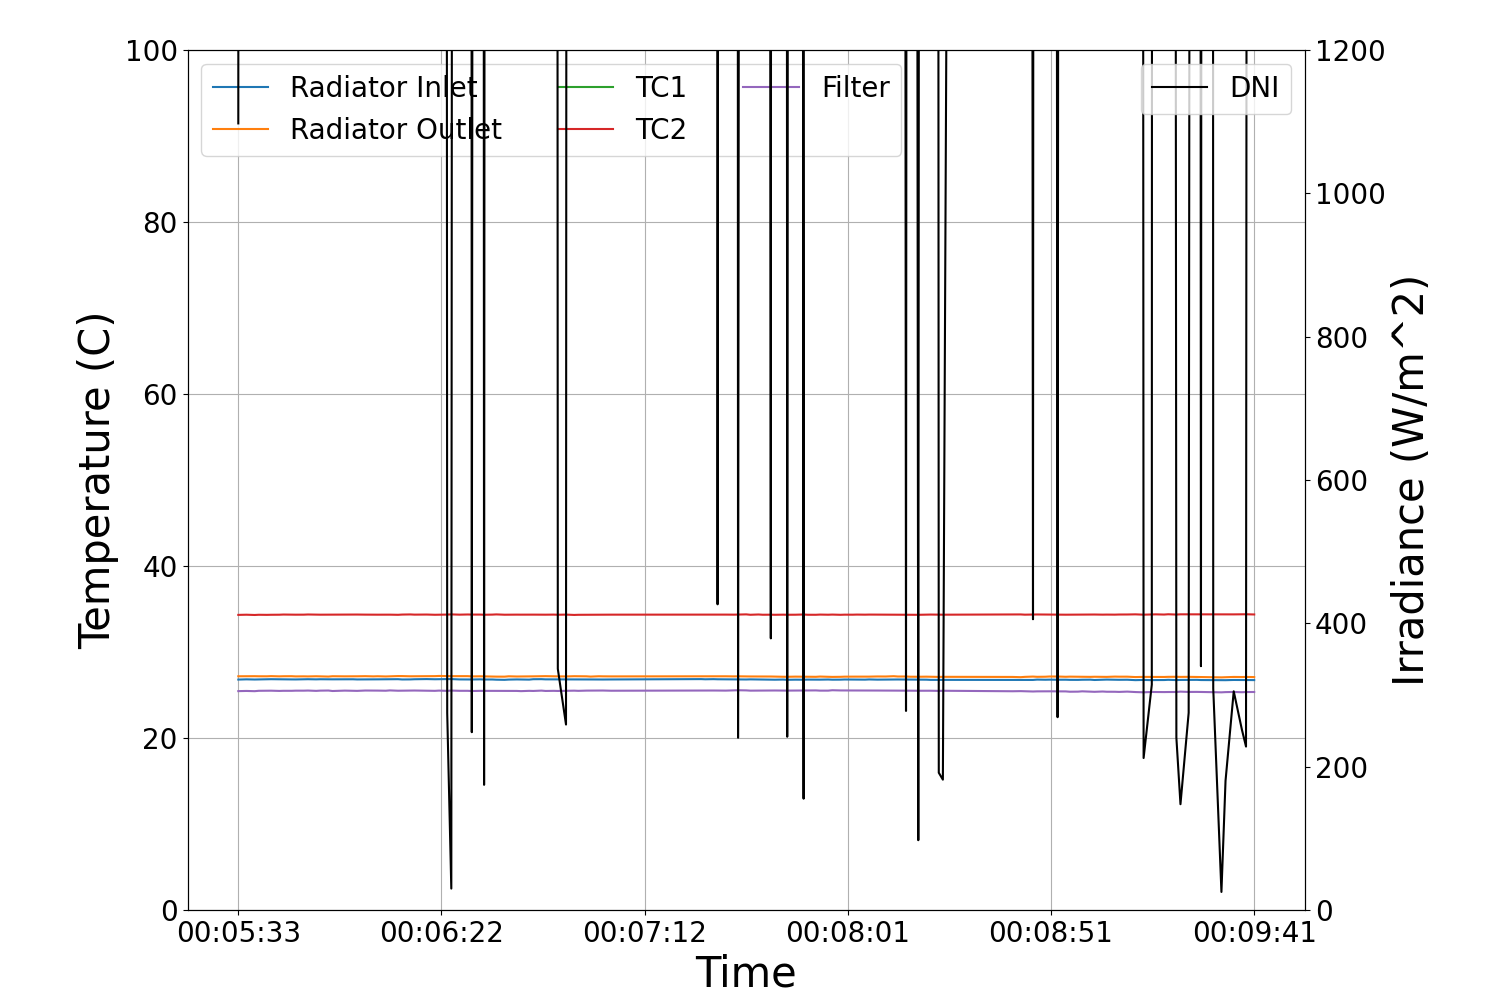 100
80
60
40
20
0
Temperature (C)
Radiator Inlet
Radiator Outlet
TC1
TC2
Filter
DNI
1200
1000
800
600
400
200
0
Irradiance (W/m^2)
00:05:33 00:06:22 00:07:12 00:08:01 00:08:51 00:09:41
Time